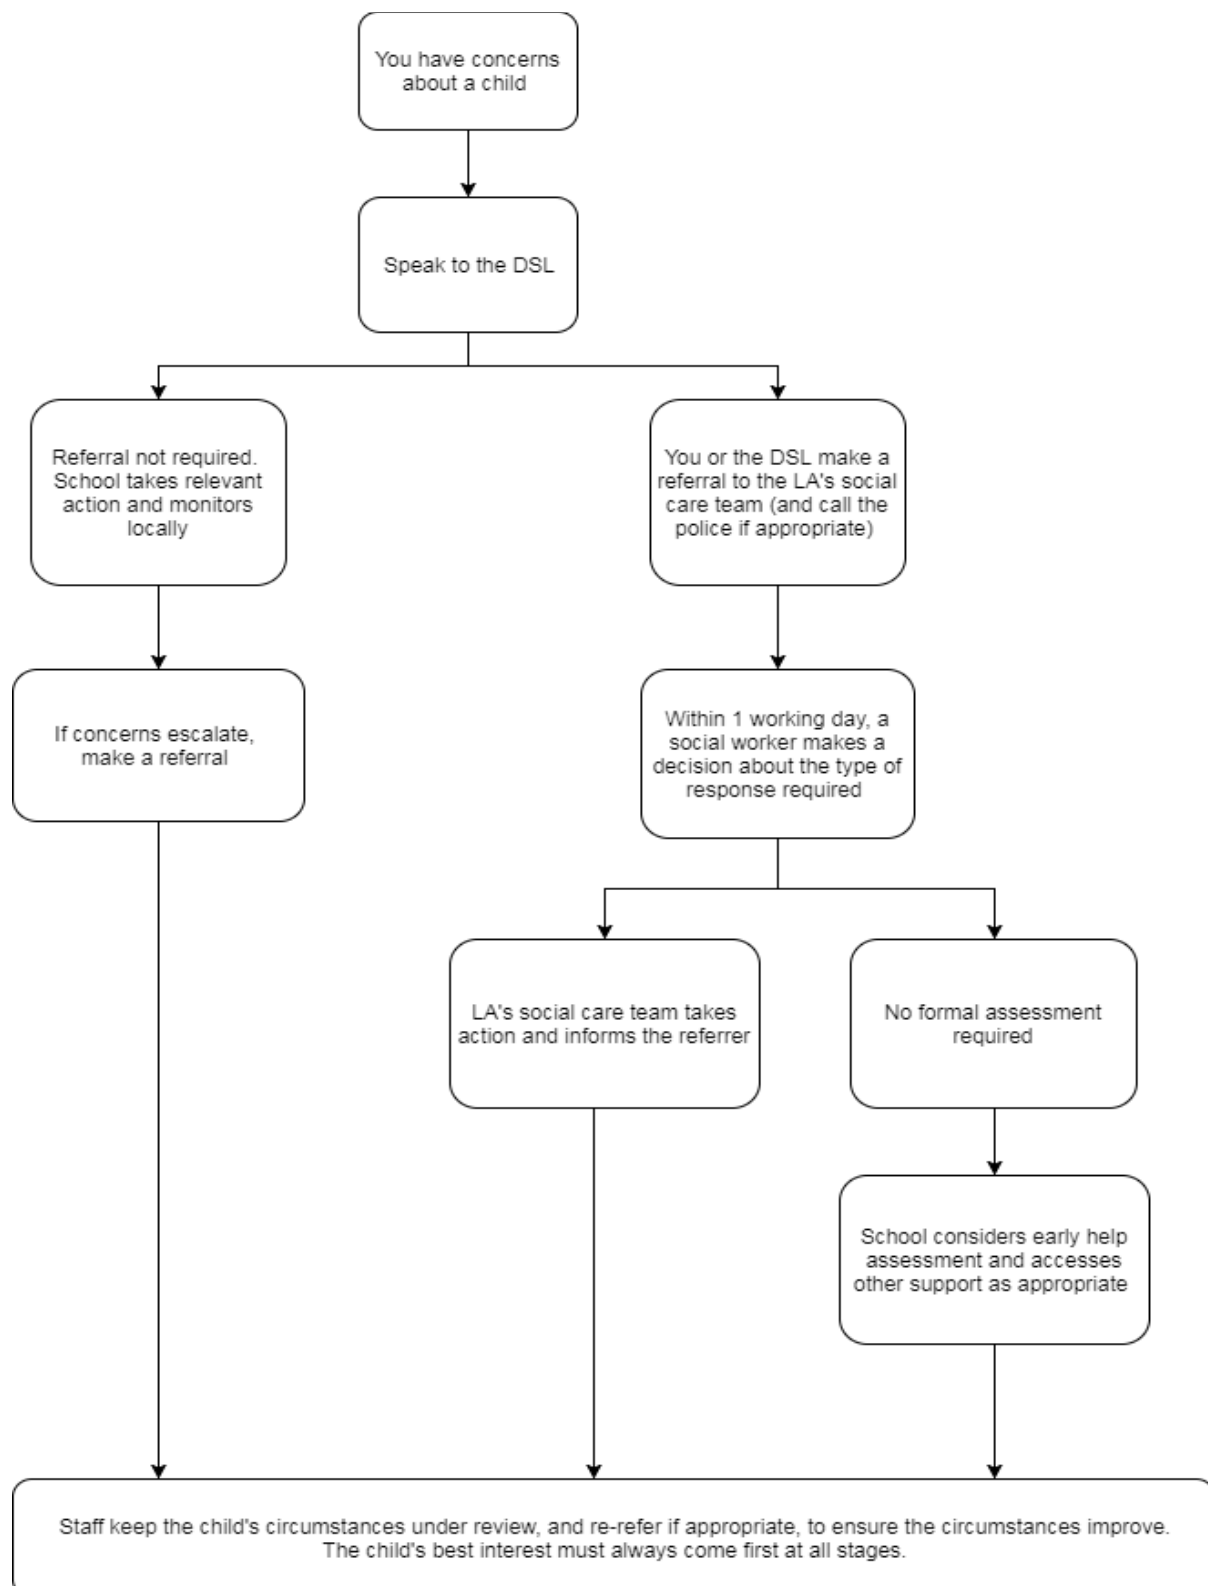 You have concerns
about a child
Speak to the DSL
Referral not required.
School takes relevant
action and monitors
locally
You or the DSL make a
referral to the LA's social
care team (and call the
police if appropriate)
If concerns escalate,
make a referral
Within 1 working day, a
social worker makes a
decision about the type of
response required
LA's social care team takes
action and informs the referrer
No formal assessment
required
School considers early help
assessment and accesses
other support as appropriate
Staff keep the child's circumstances under review, and re-refer if appropriate, to ensure the circumstances improve.
The child's best interest must always come first at all stages.